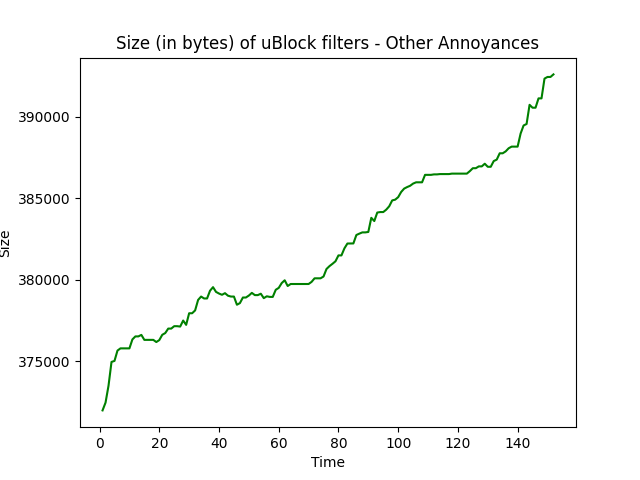 Size (in bytes) of uBlock filters - Other Annoyances
390000
385000
380000
375000
Size
0 20 40 60 80 100 120 140
Time